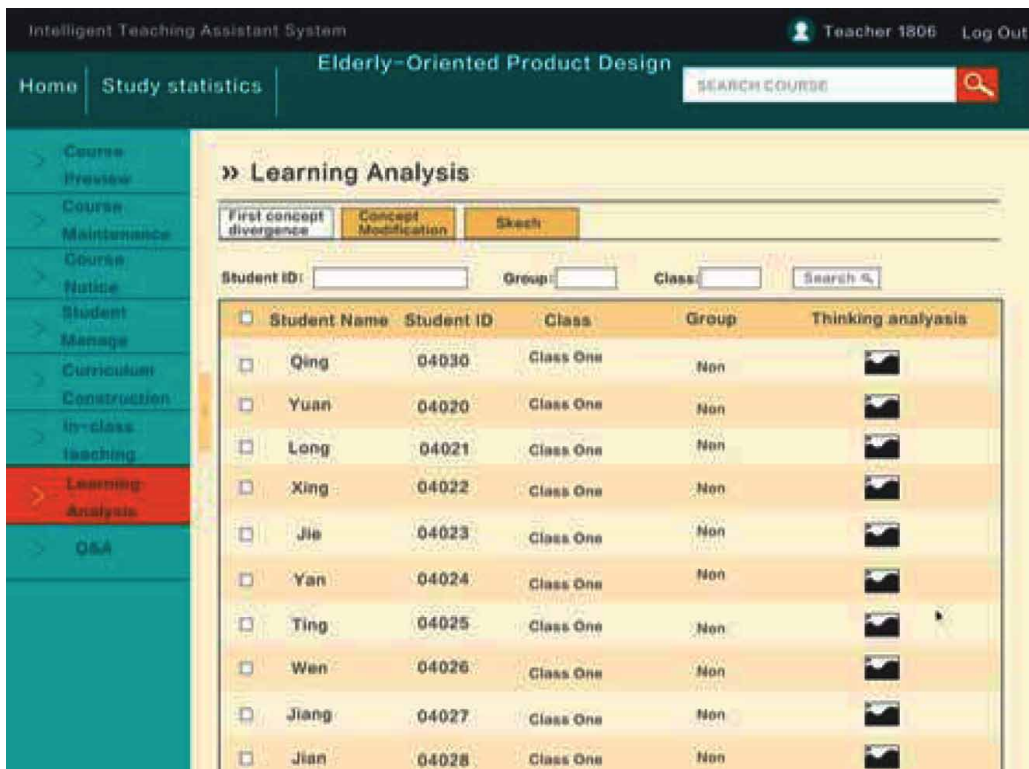 Intelligent Teaching Assistant System
Teacher 1806 Log Out
Elderly-Oriented Product Design
Home Study statistics
SEARCH COURSE
Course
Preview
Course
Maintenance
Course
Notice
Student
Manage
Curriculum
Construction
In-class
teaching
Learning
Analysis
Q&A
» Learning Analysis
First concept
divergence
Concept
Modification
Skech
Student ID: Group: Class: Search
Student Name Student ID Class Group Thinking analyasis
Qing 04030 Class One Non
Yuan 04020 Class One Non
Long 04021 Class One Non
Xing 04022 Class One Non
Jie 04023 Class One Non
Yan 04024 Class One Non
Ting 04025 Class One Non
Wen 04026 Class One Non
Jiang 04027 Class One Non
Jian 04028 Class One Non